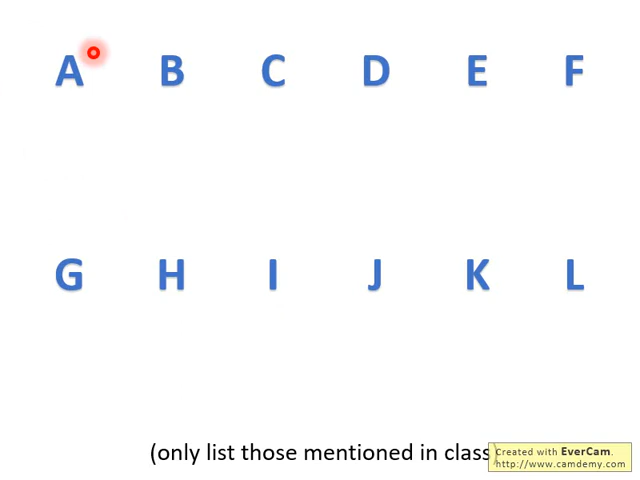 A B C D E F
G H I J K L
(only list those mentioned in class)
Created with EverCam.
http://www.camdemy.com